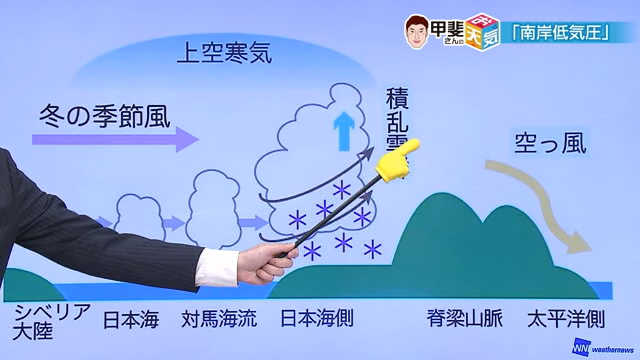 甲斐
さんの
お天気
「南岸低気圧」
上空寒気
冬の季節風
積乱雲
空っ風
シベリア
大陸
日本海
対馬海流
日本海側
脊梁山脈
太平洋側
WN weathernews